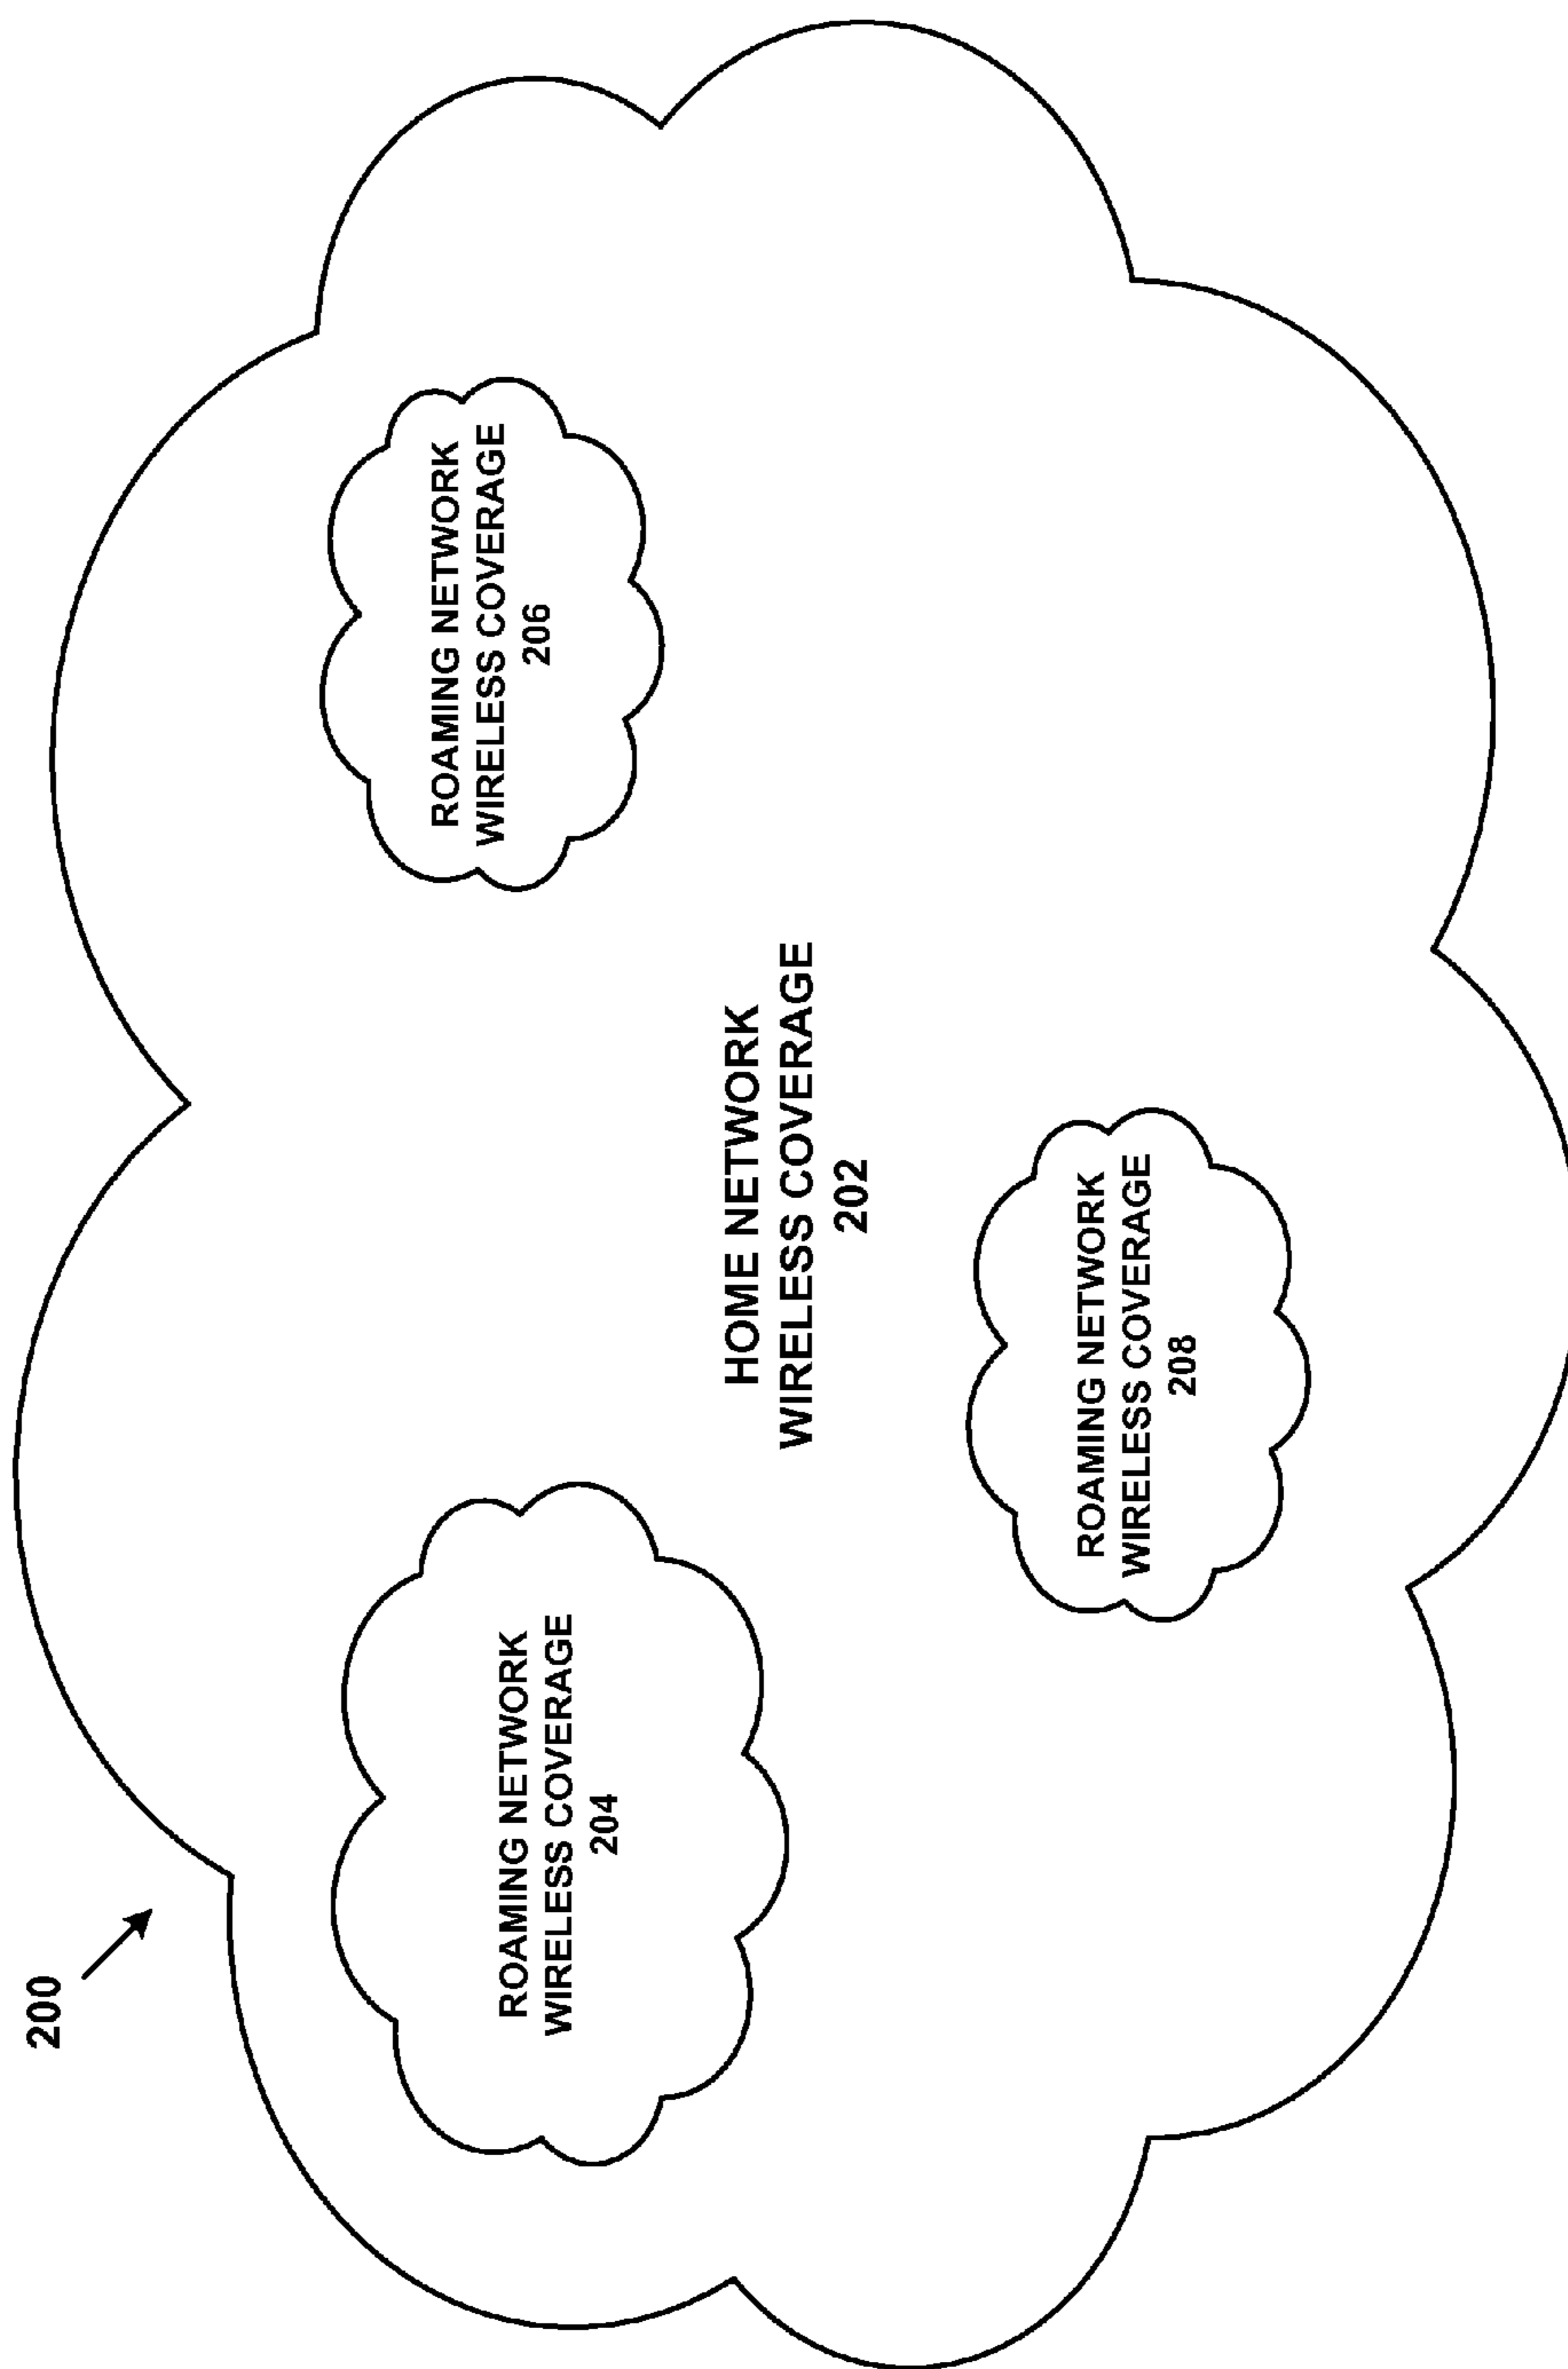 200
ROAMING NETWORK
WIRELESS COVERAGE
204
ROAMING NETWORK
WIRELESS COVERAGE
206
HOME NETWORK
WIRELESS COVERAGE
202
ROAMING NETWORK
WIRELESS COVERAGE
208